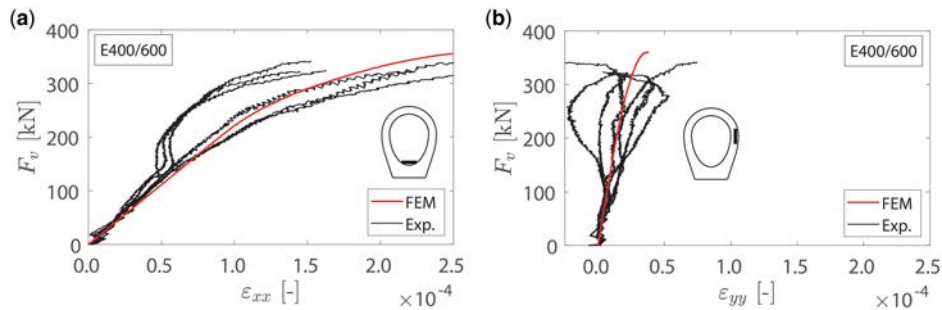 (a)
E400/600
400
300
200
100
0
F_v [kN]
FEM
Exp.
0.0 0.5 1.0 1.5 2.0 2.5
ε_xx [-]
×10⁻⁴
(b)
E400/600
400
300
200
100
0
F_v [kN]
FEM
Exp.
0.0 0.5 1.0 1.5 2.0 2.5
ε_yy [-]
×10⁻⁴